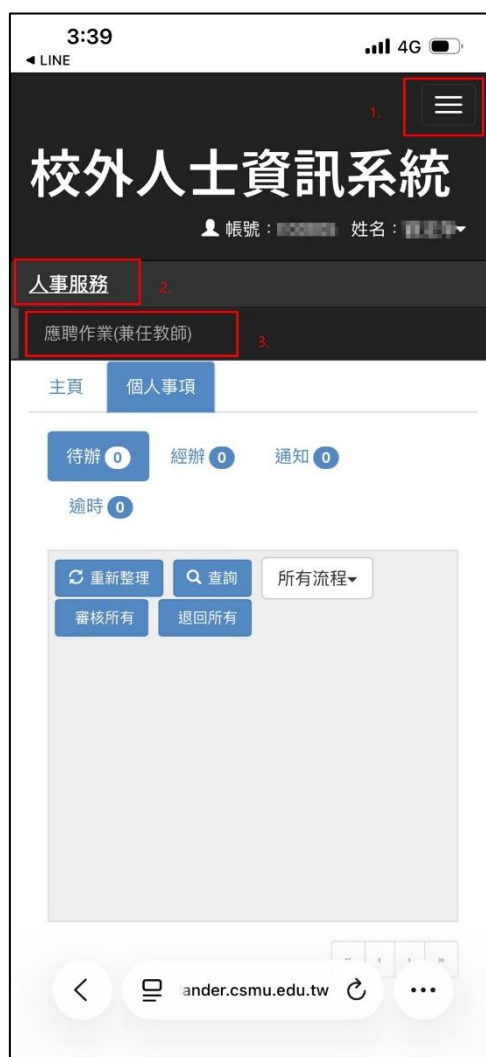 3:39
4G
◄ LINE
1.
校外人士資訊系統
帳號： 姓名：
人事服務 2.
應聘作業(兼任教師) 3.
主頁 個人事項
待辦 0 經辦 0 通知 0
逾時 0
重新整理 查詢 所有流程
審核所有 退回所有
« ‹ › »
ander.csmu.edu.tw